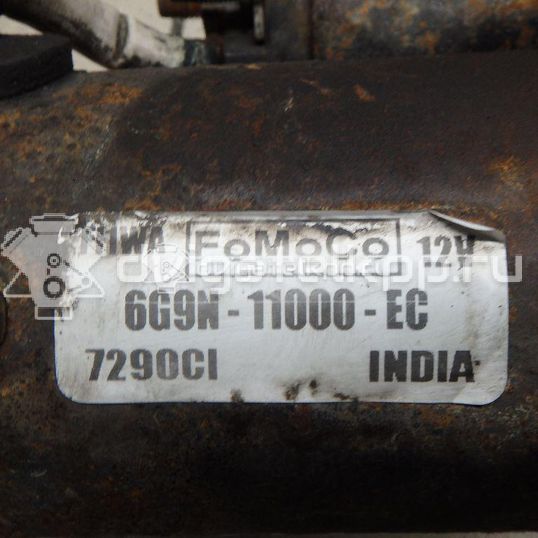 FoMoCo 12V
6G9N-11000-EC
7290CI INDIA